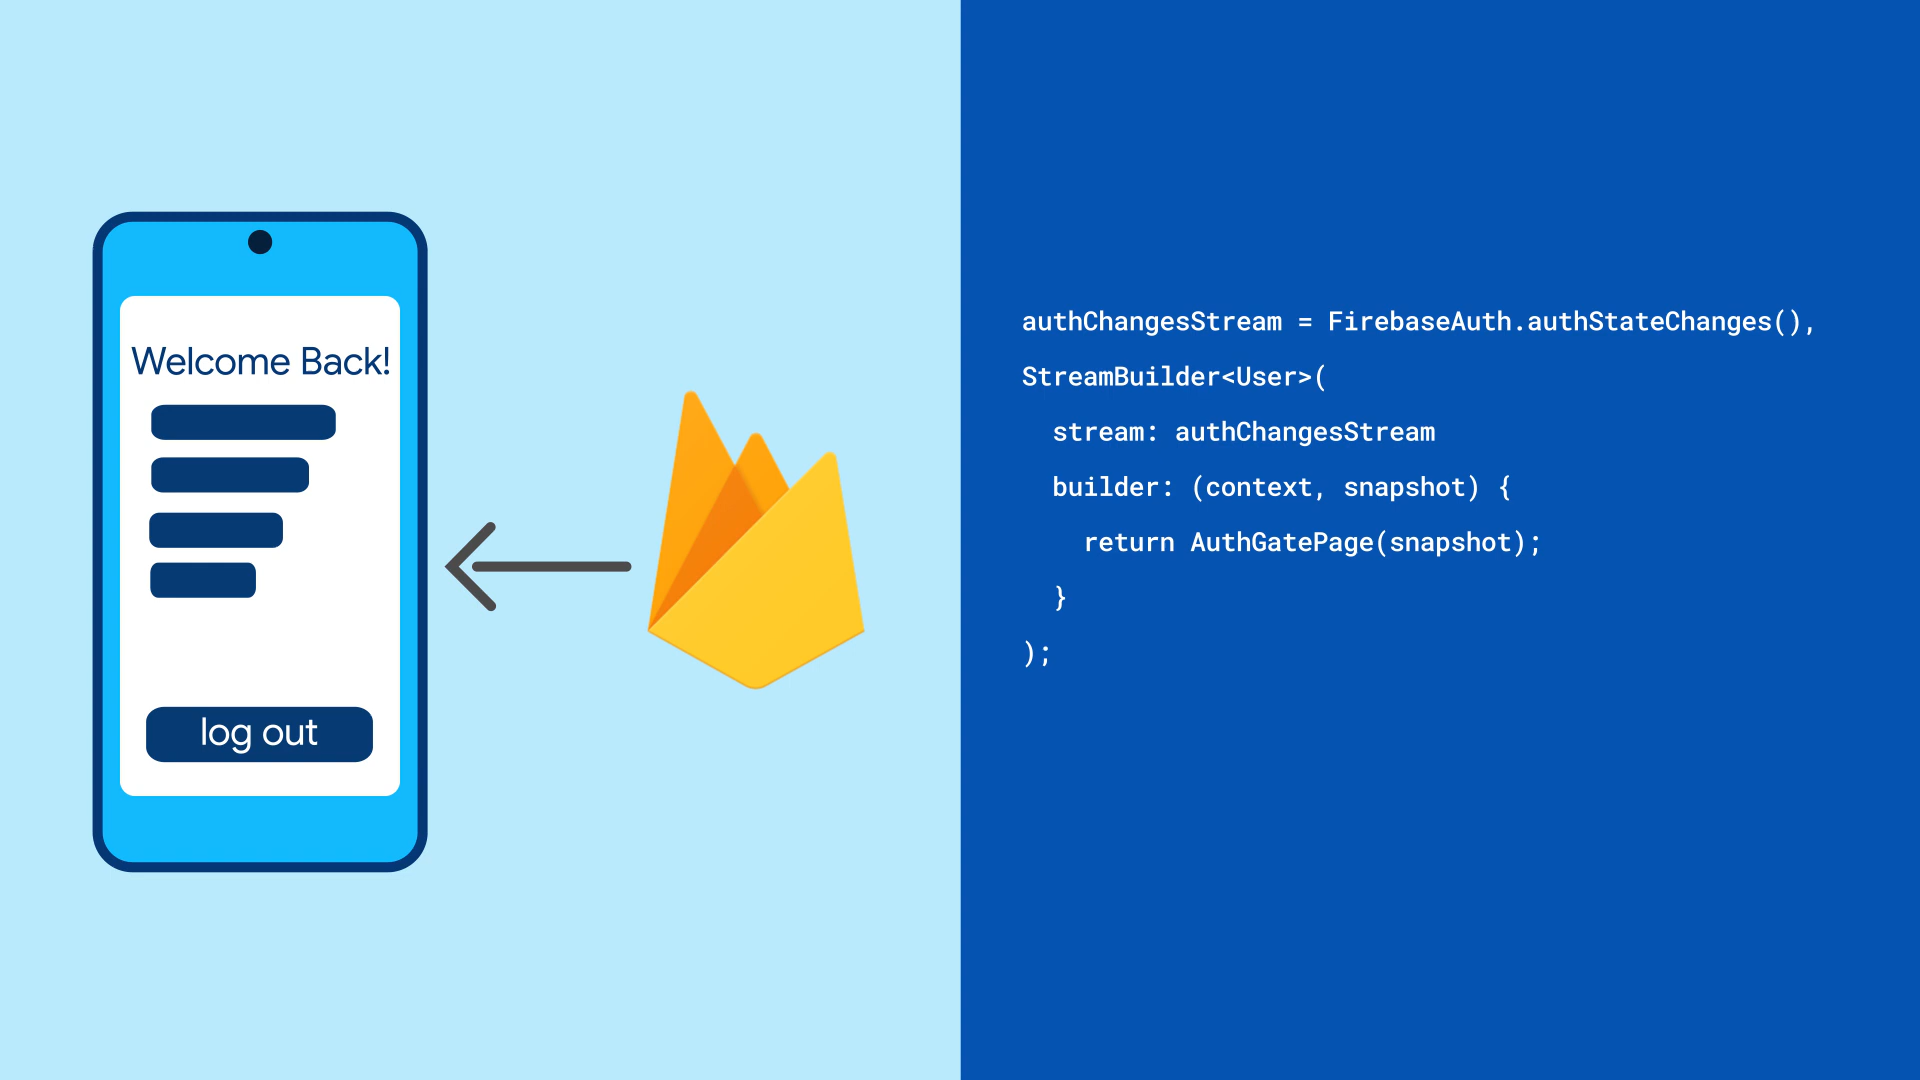 Welcome Back!
log out
authChangesStream = FirebaseAuth.authStateChanges(),
StreamBuilder<User>(
  stream: authChangesStream
  builder: (context, snapshot) {
    return AuthGatePage(snapshot);
  }
);